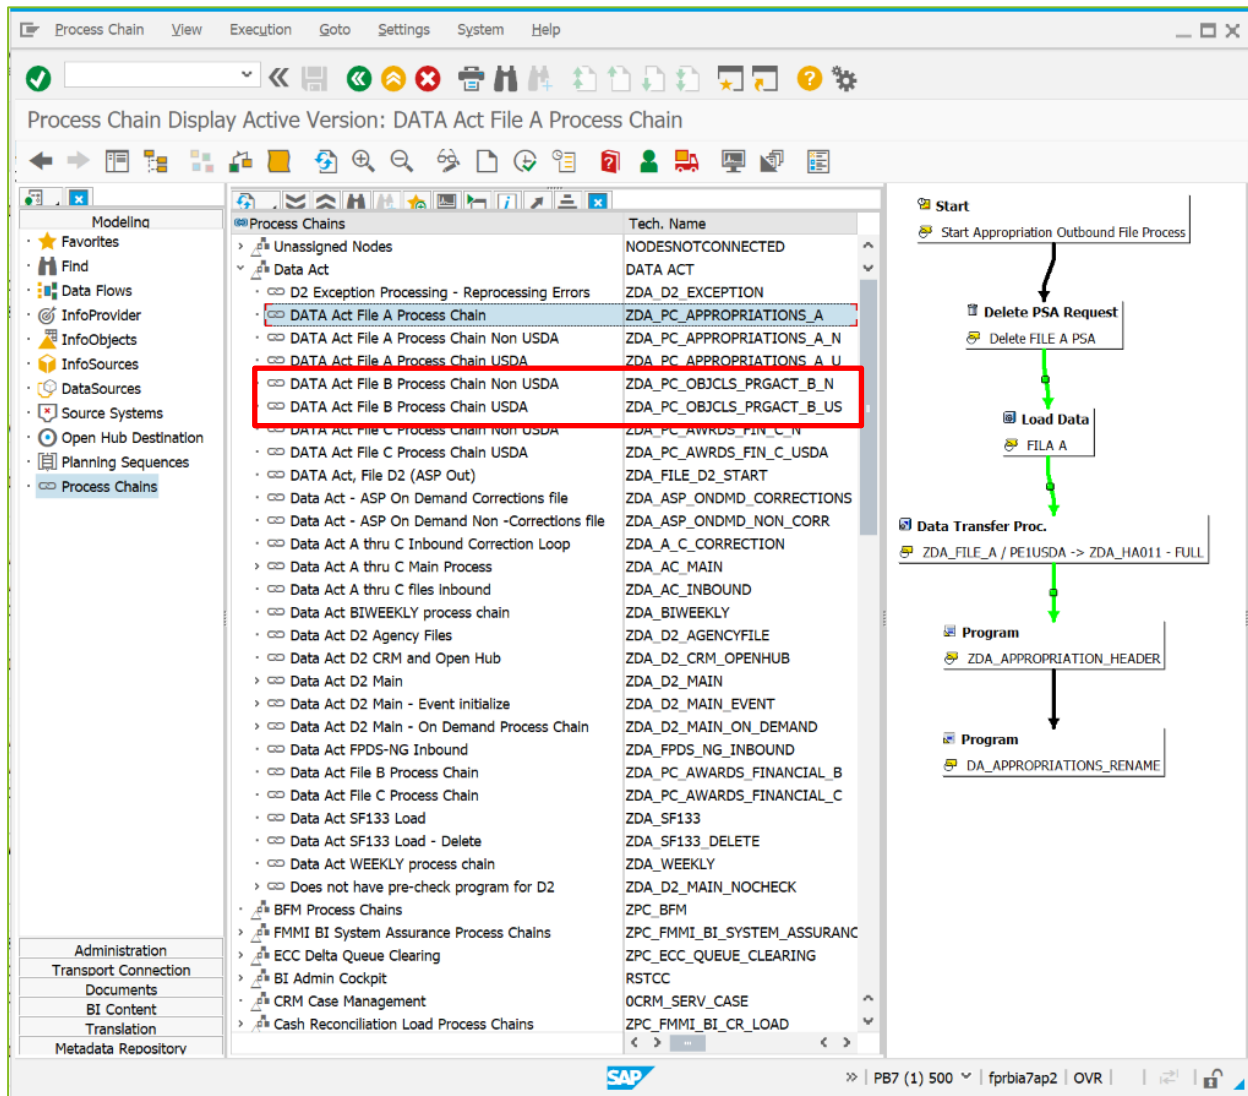 Process Chain View Execution Goto Settings System Help
Process Chain Display Active Version: DATA Act File A Process Chain
Modeling
Favorites
Find
Data Flows
InfoProvider
InfoObjects
InfoSources
DataSources
Source Systems
Open Hub Destination
Planning Sequences
Process Chains
Administration
Transport Connection
Documents
BI Content
Translation
Metadata Repository
Process Chains Tech. Name
Unassigned Nodes NODESNOTCONNECTED
Data Act DATA ACT
D2 Exception Processing - Reprocessing Errors ZDA_D2_EXCEPTION
DATA Act File A Process Chain ZDA_PC_APPROPRIATIONS_A
DATA Act File A Process Chain Non USDA ZDA_PC_APPROPRIATIONS_A_N
DATA Act File A Process Chain USDA ZDA_PC_APPROPRIATIONS_A_U
DATA Act File B Process Chain Non USDA ZDA_PC_OBJCLS_PRGACT_B_N
DATA Act File B Process Chain USDA ZDA_PC_OBJCLS_PRGACT_B_US
DATA Act File C Process Chain Non USDA ZDA_PC_AWRDS_FIN_C_N
DATA Act File C Process Chain USDA ZDA_PC_AWRDS_FIN_C_USDA
DATA Act, File D2 (ASP Out) ZDA_FILE_D2_START
Data Act - ASP On Demand Corrections file ZDA_ASP_ONDMD_CORRECTIONS
Data Act - ASP On Demand Non -Corrections file ZDA_ASP_ONDMD_NON_CORR
Data Act A thru C Inbound Correction Loop ZDA_A_C_CORRECTION
Data Act A thru C Main Process ZDA_AC_MAIN
Data Act A thru C files Inbound ZDA_AC_INBOUND
Data Act BIWEEKLY process chain ZDA_BIWEEKLY
Data Act D2 Agency Files ZDA_D2_AGENCYFILE
Data Act D2 CRM and Open Hub ZDA_D2_CRM_OPENHUB
Data Act D2 Main ZDA_D2_MAIN
Data Act D2 Main - Event initialize ZDA_D2_MAIN_EVENT
Data Act D2 Main - On Demand Process Chain ZDA_D2_MAIN_ON_DEMAND
Data Act FPDS-NG Inbound ZDA_FPDS_NG_INBOUND
Data Act File B Process Chain ZDA_PC_AWARDS_FINANCIAL_B
Data Act File C Process Chain ZDA_PC_AWARDS_FINANCIAL_C
Data Act SF133 Load ZDA_SF133
Data Act SF133 Load - Delete ZDA_SF133_DELETE
Data Act WEEKLY process chain ZDA_WEEKLY
Does not have pre-check program for D2 ZDA_D2_MAIN_NOCHECK
BFM Process Chains ZPC_BFM
FMMI BI System Assurance Process Chains ZPC_FMMI_BI_SYSTEM_ASSURANC
ECC Delta Queue Clearing ZPC_ECC_QUEUE_CLEARING
BI Admin Cockpit RSTCC
CRM Case Management 0CRM_SERV_CASE
Cash Reconciliation Load Process Chains ZPC_FMMI_BI_CR_LOAD
Start
Start Appropriation Outbound File Process
Delete PSA Request
Delete FILE A PSA
Load Data
FILA A
Data Transfer Proc.
ZDA_FILE_A / PE1USDA -> ZDA_HA011 - FULL
Program
ZDA_APPROPRIATION_HEADER
Program
DA_APPROPRIATIONS_RENAME
SAP PB7 (1) 500 fprbia7ap2 OVR